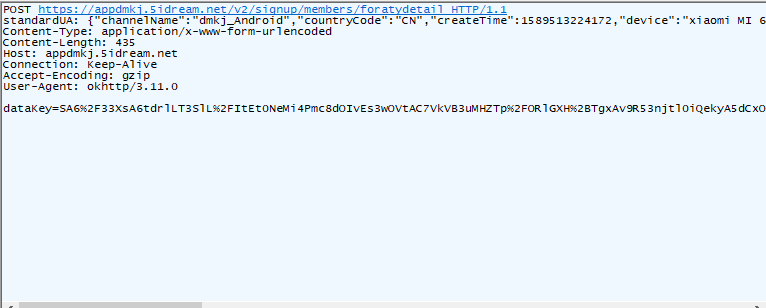 POST https://appdmkj.5idream.net/v2/signup/members/foratydetail HTTP/1.1
standardUA: {"channelName":"dmkj_Android","countryCode":"CN","createTime":1589513224172,"device":"xiaomi MI 6
Content-Type: application/x-www-form-urlencoded
Content-Length: 435
Host: appdmkj.5idream.net
Connection: Keep-Alive
Accept-Encoding: gzip
User-Agent: okhttp/3.11.0
dataKey=SA6%2F33XsA6tdrlLT3SlL%2FItEtONeMi4Pmc8dOIvEs3wOVtAC7VkVB3uMHZTp%2FORlGXH%2BTgxAv9R53njtlOiQekyA5dCxO